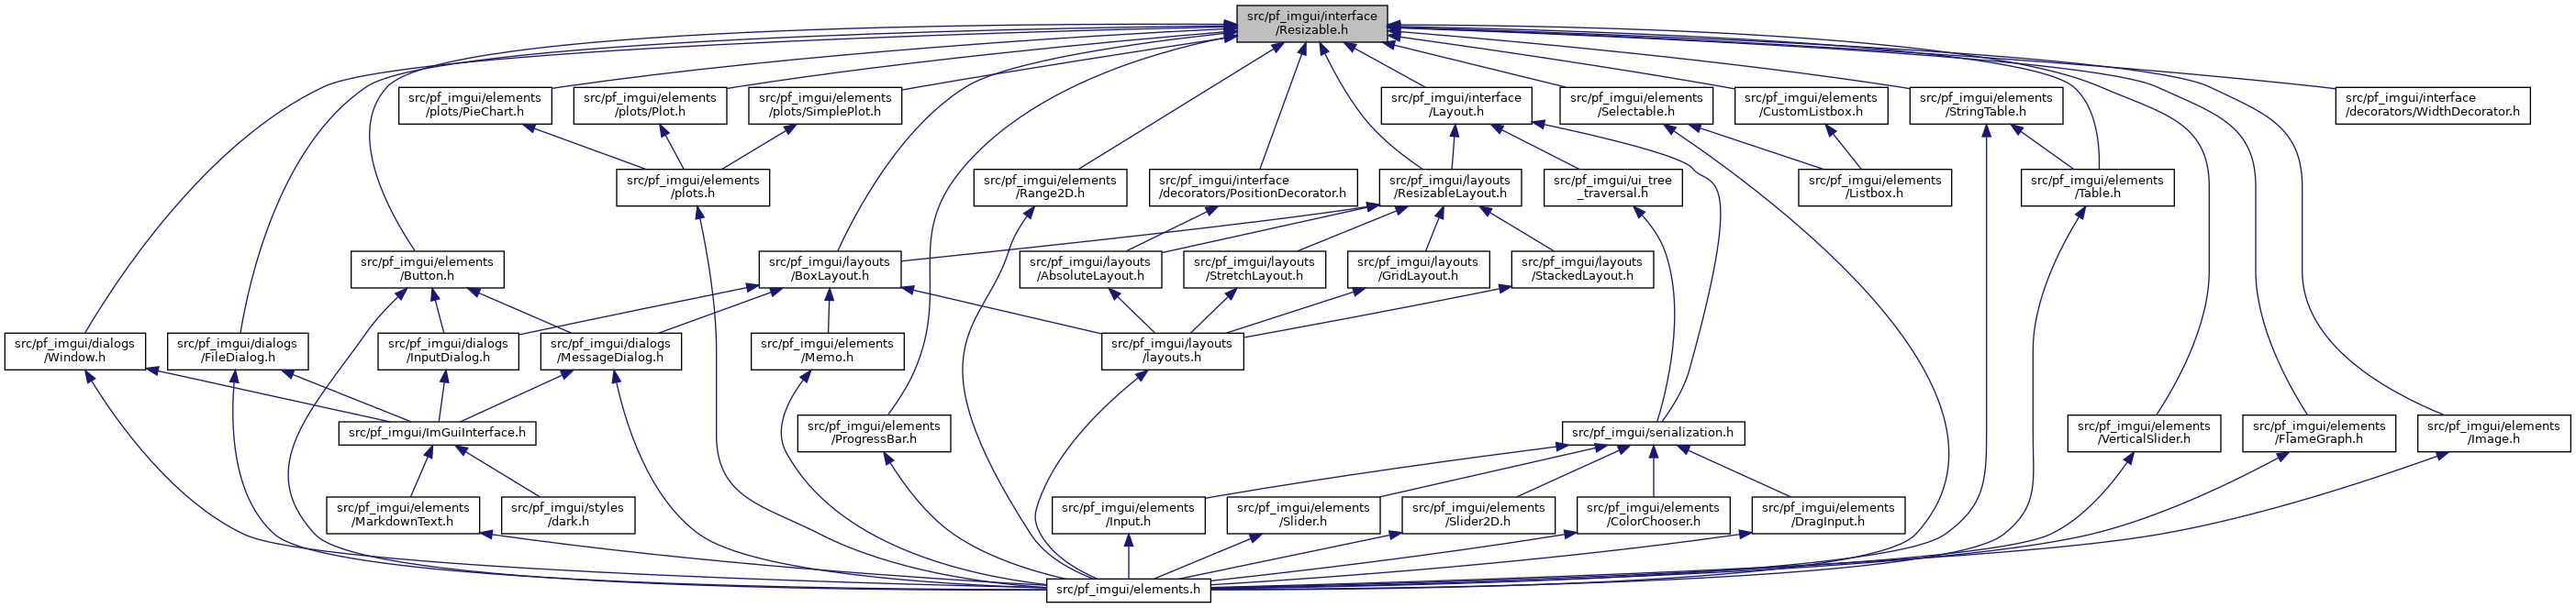 src/pf_imgui/interface
/Resizable.h
src/pf_imgui/elements
/plots/PieChart.h
src/pf_imgui/elements
/plots/Plot.h
src/pf_imgui/elements
/plots/SimplePlot.h
src/pf_imgui/interface
/Layout.h
src/pf_imgui/elements
/Selectable.h
src/pf_imgui/elements
/CustomListbox.h
src/pf_imgui/elements
/StringTable.h
src/pf_imgui/interface
/decorators/WidthDecorator.h
src/pf_imgui/elements
/plots.h
src/pf_imgui/elements
/Range2D.h
src/pf_imgui/interface
/decorators/PositionDecorator.h
src/pf_imgui/layouts
/ResizableLayout.h
src/pf_imgui/ui_tree
_traversal.h
src/pf_imgui/elements
/Listbox.h
src/pf_imgui/elements
/Table.h
src/pf_imgui/elements
/Button.h
src/pf_imgui/layouts
/BoxLayout.h
src/pf_imgui/layouts
/AbsoluteLayout.h
src/pf_imgui/layouts
/StretchLayout.h
src/pf_imgui/layouts
/GridLayout.h
src/pf_imgui/layouts
/StackedLayout.h
src/pf_imgui/dialogs
/Window.h
src/pf_imgui/dialogs
/FileDialog.h
src/pf_imgui/dialogs
/InputDialog.h
src/pf_imgui/dialogs
/MessageDialog.h
src/pf_imgui/elements
/Memo.h
src/pf_imgui/layouts
/layouts.h
src/pf_imgui/ImGuiInterface.h
src/pf_imgui/elements
/ProgressBar.h
src/pf_imgui/serialization.h
src/pf_imgui/elements
/VerticalSlider.h
src/pf_imgui/elements
/FlameGraph.h
src/pf_imgui/elements
/Image.h
src/pf_imgui/elements
/MarkdownText.h
src/pf_imgui/styles
/dark.h
src/pf_imgui/elements
/Input.h
src/pf_imgui/elements
/Slider.h
src/pf_imgui/elements
/Slider2D.h
src/pf_imgui/elements
/ColorChooser.h
src/pf_imgui/elements
/DragInput.h
src/pf_imgui/elements.h